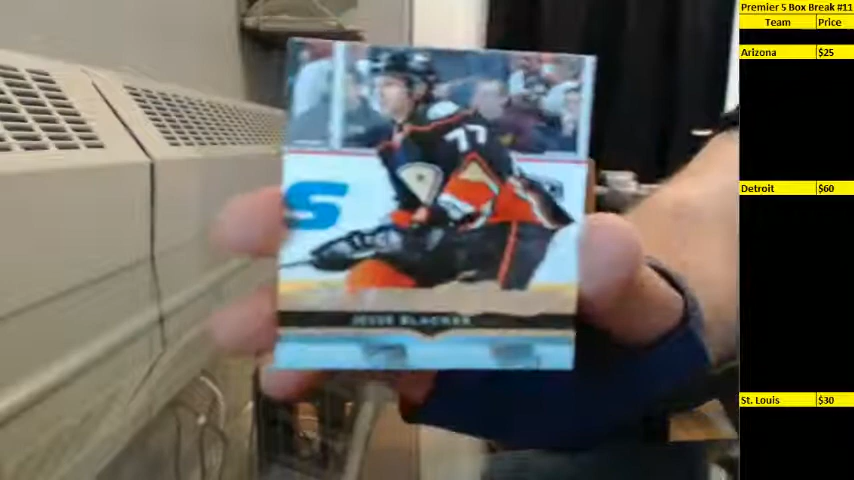 Premier 5 Box Break #11
Team Price
Arizona $25
Detroit $60
St. Louis $30
77
S
JESSE BLACKER